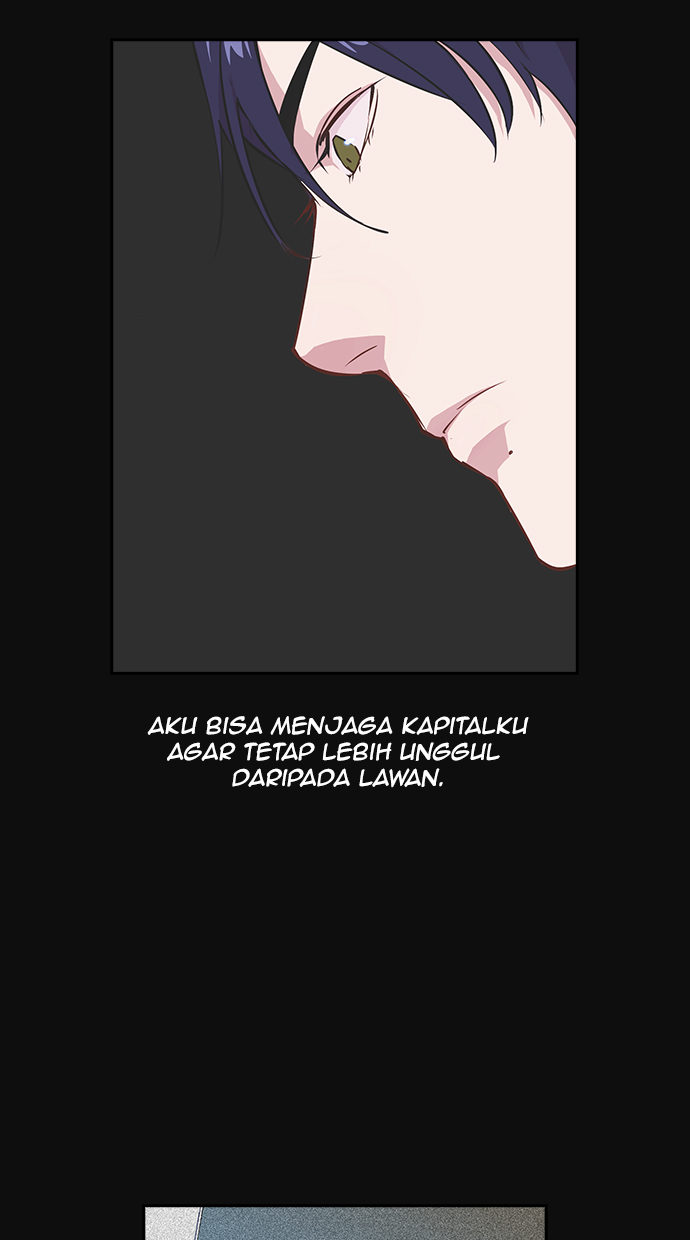 AKU BISA MENJAGA KAPITALKU
AGAR TETAP LEBIH UNGGUL
DARIPADA LAWAN.